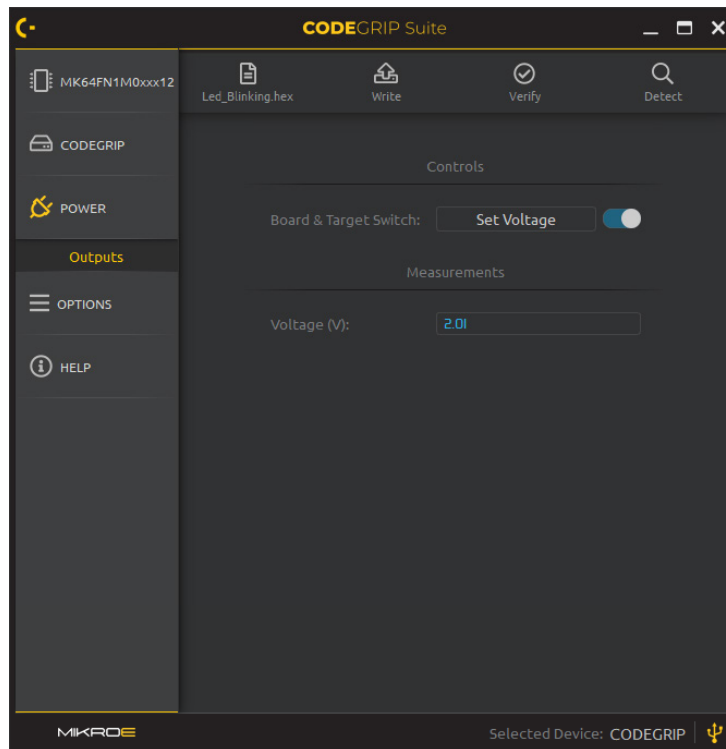 CODEGRIP Suite
MK64FN1M0xxx12
Led_Blinking.hex
Write
Verify
Detect
CODEGRIP
POWER
Outputs
OPTIONS
HELP
Controls
Board & Target Switch:
Set Voltage
Measurements
Voltage (V):
2.01
MIKROE
Selected Device: CODEGRIP